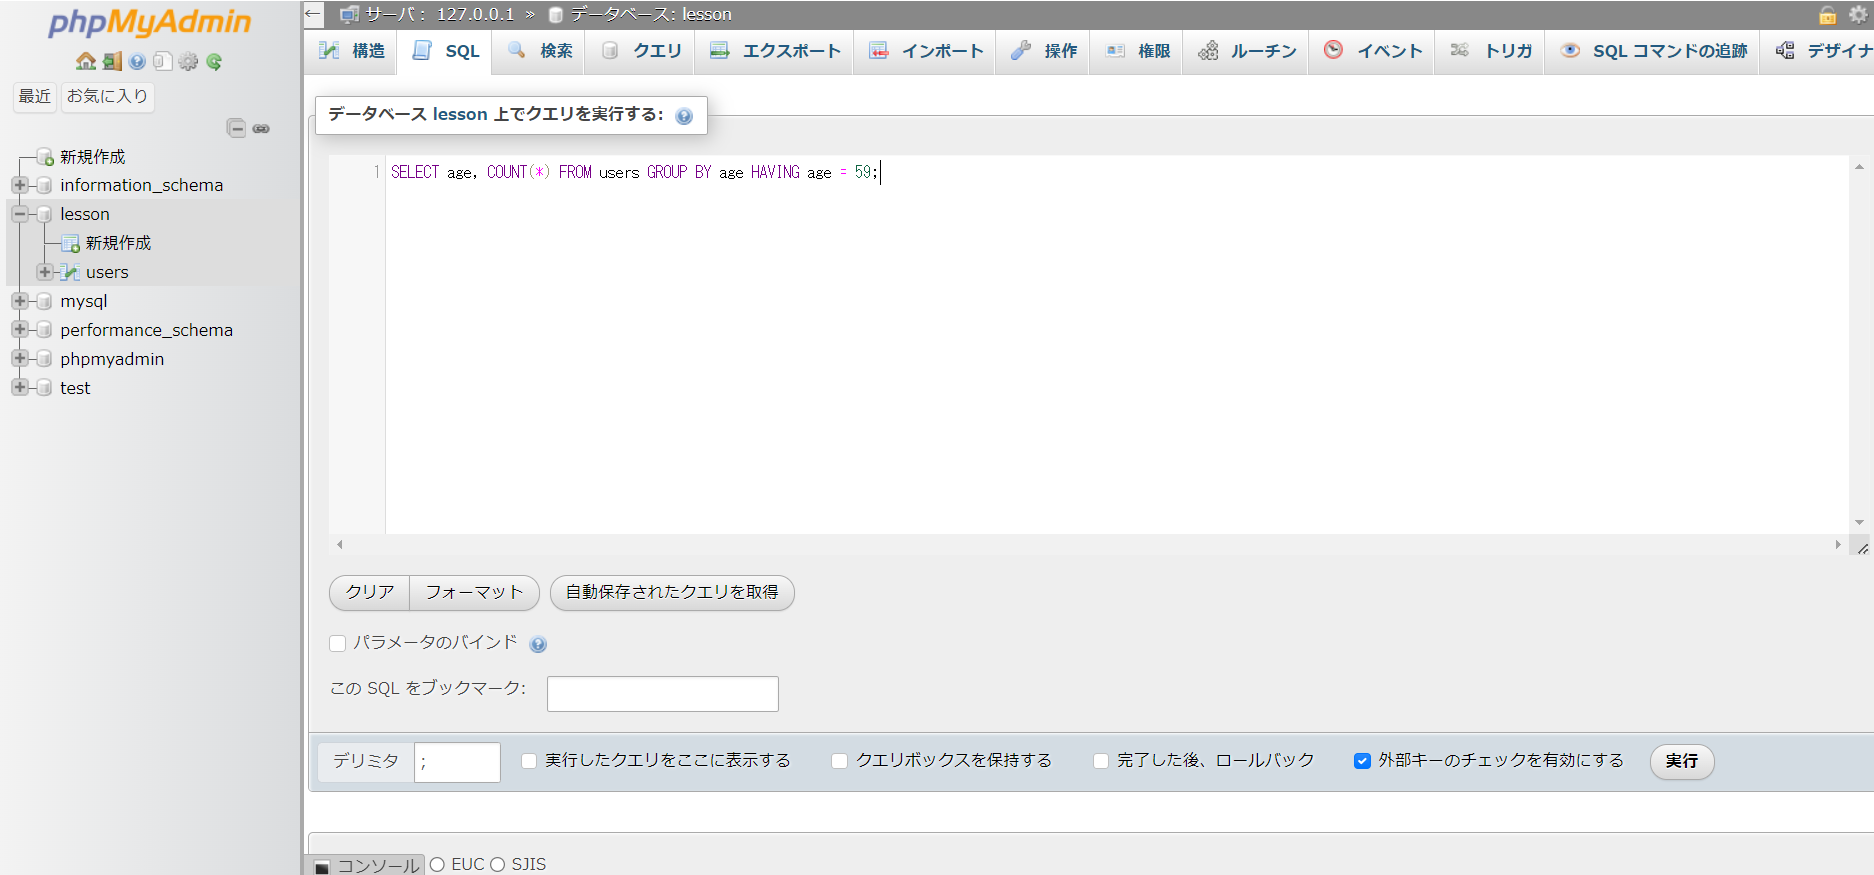 phpMyAdmin
最近 お気に入り
新規作成
information_schema
lesson
新規作成
users
mysql
performance_schema
phpmyadmin
test
← サーバ: 127.0.0.1 » データベース: lesson
構造 SQL 検索 クエリ エクスポート インポート 操作 権限 ルーチン イベント トリガ SQL コマンドの追跡 デザイナ
データベース lesson 上でクエリを実行する:
1 SELECT age, COUNT(*) FROM users GROUP BY age HAVING age = 59;
クリア フォーマット 自動保存されたクエリを取得
パラメータのバインド
この SQL をブックマーク:
デリミタ ; 実行したクエリをここに表示する クエリボックスを保持する 完了した後、ロールバック 外部キーのチェックを有効にする 実行
コンソール EUC SJIS